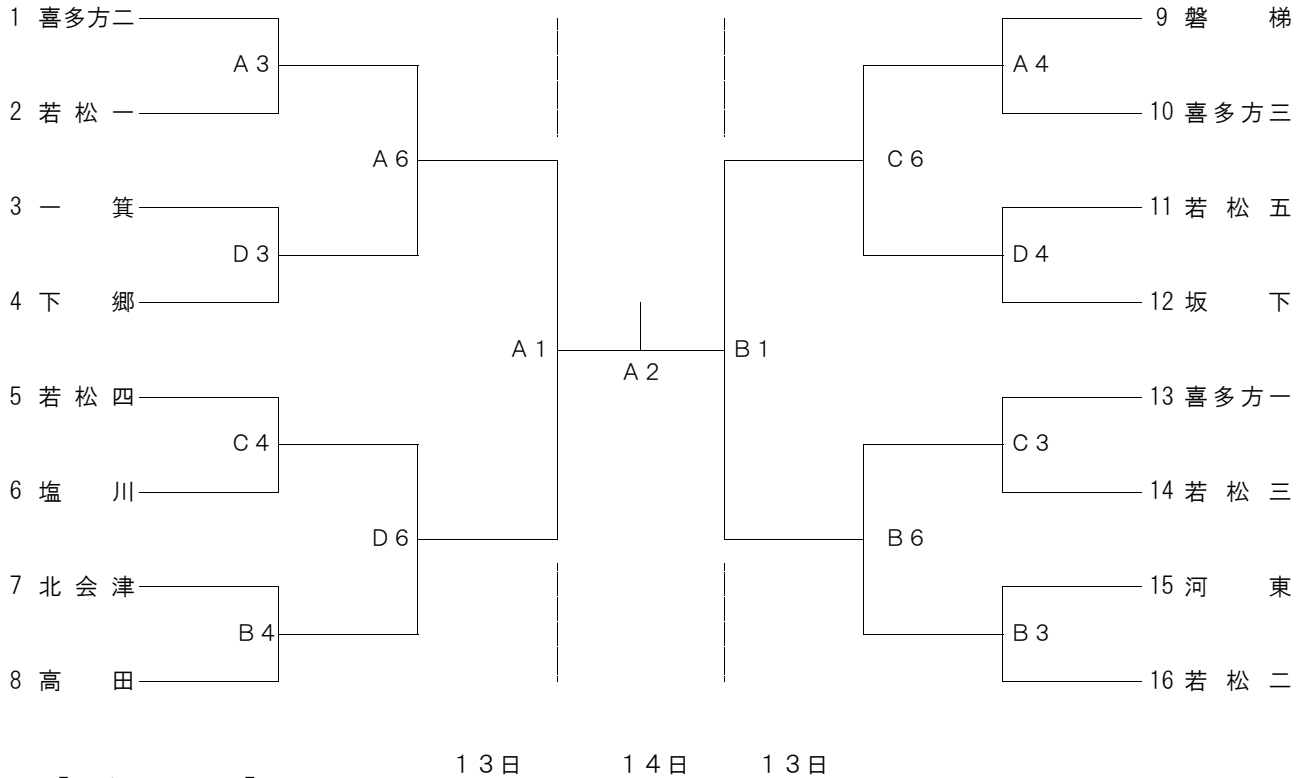 1 喜多方二
A 3
2 若松一
A 6
3 一箕
D 3
4 下郷
A 1
A 2
B 1
5 若松四
C 4
6 塩川
D 6
7 北会津
B 4
8 高田
9 磐梯
A 4
10 喜多方三
C 6
11 若松五
D 4
12 坂下
13 喜多方一
C 3
14 若松三
B 6
15 河東
B 3
16 若松二
13日 14日 13日